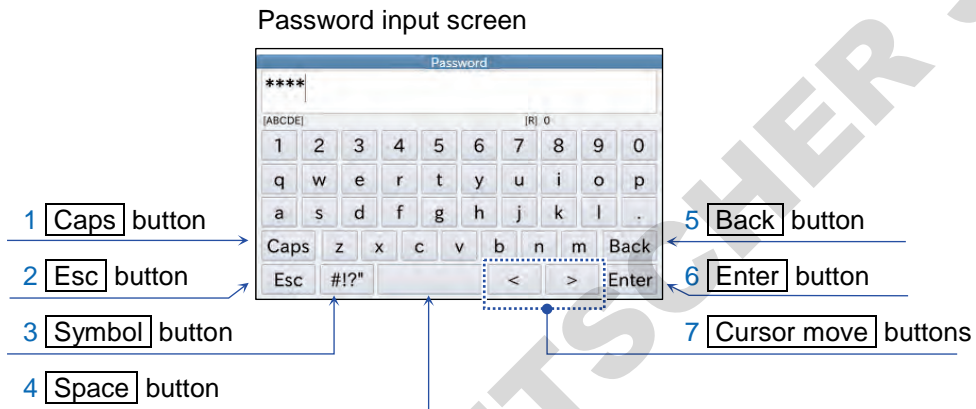 Password input screen
Password
****
[ABCDE] [R] 0
1 2 3 4 5 6 7 8 9 0
q w e r t y u i o p
a s d f g h j k l .
Caps z x c v b n m Back
Esc #!?" < > Enter
1 Caps button
2 Esc button
3 Symbol button
4 Space button
5 Back button
6 Enter button
7 Cursor move buttons